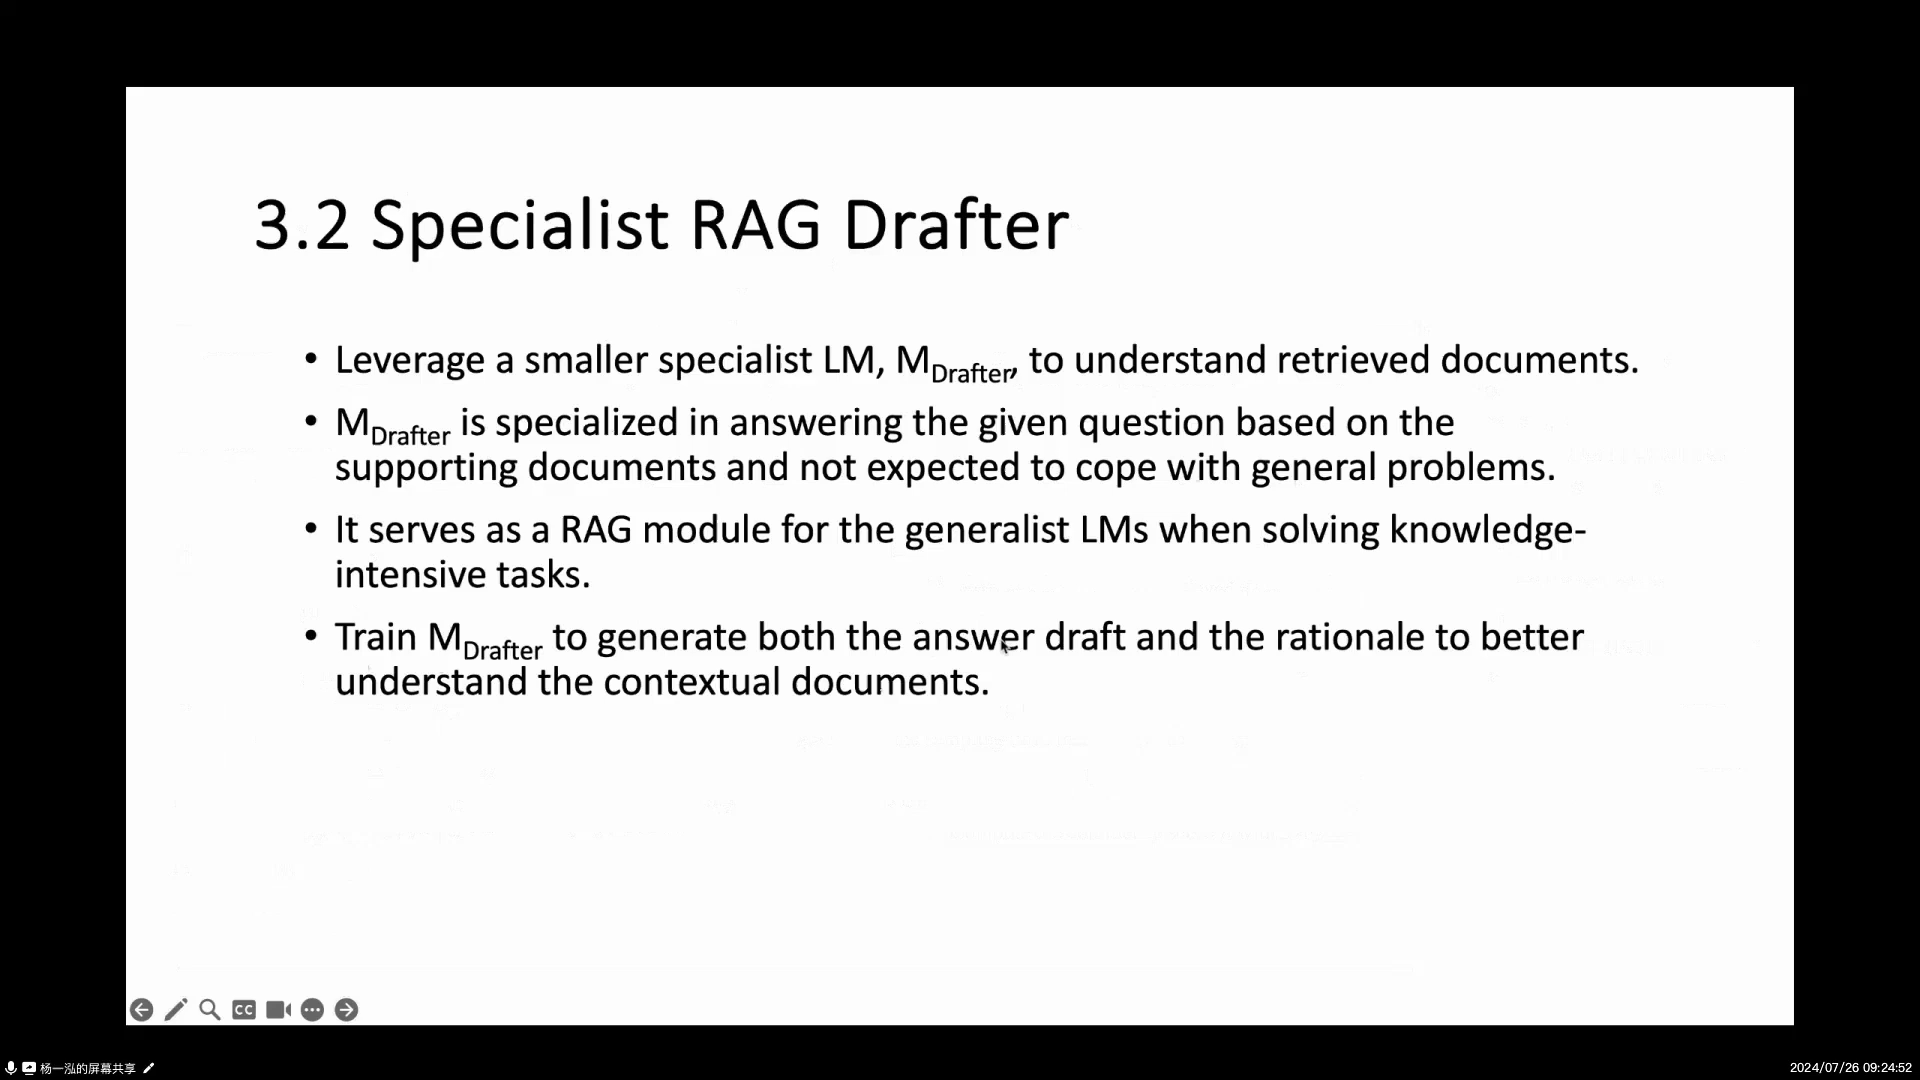 3.2 Specialist RAG Drafter
• Leverage a smaller specialist LM, M_Drafter, to understand retrieved documents.
• M_Drafter is specialized in answering the given question based on the
supporting documents and not expected to cope with general problems.
• It serves as a RAG module for the generalist LMs when solving knowledge-
intensive tasks.
• Train M_Drafter to generate both the answer draft and the rationale to better
understand the contextual documents.
CC
杨一泓的屏幕共享
2024/07/26 09:24:52